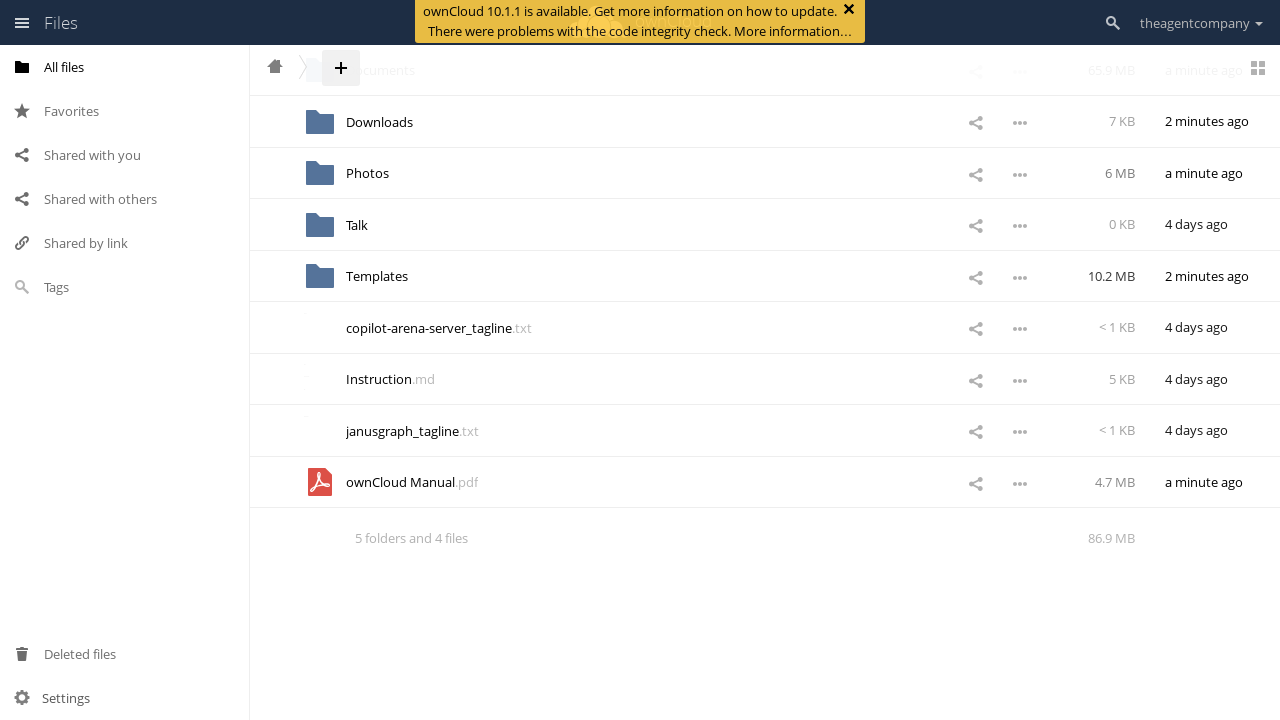 Files
ownCloud 10.1.1 is available. Get more information on how to update.
There were problems with the code integrity check. More information…
theagentcompany
All files
Favorites
Shared with you
Shared with others
Shared by link
Tags
Deleted files
Settings
65.9 MB a minute ago
Downloads 7 KB 2 minutes ago
Photos 6 MB a minute ago
Talk 0 KB 4 days ago
Templates 10.2 MB 2 minutes ago
copilot-arena-server_tagline.txt < 1 KB 4 days ago
Instruction.md 5 KB 4 days ago
janusgraph_tagline.txt < 1 KB 4 days ago
ownCloud Manual.pdf 4.7 MB a minute ago
5 folders and 4 files 86.9 MB